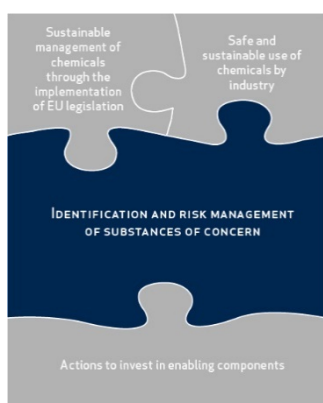 Sustainable
management of
chemicals
through the
implementation
of EU legislation
Safe and
sustainable use of
chemicals by
industry
IDENTIFICATION AND RISK MANAGEMENT
OF SUBSTANCES OF CONCERN
Actions to invest in enabling components